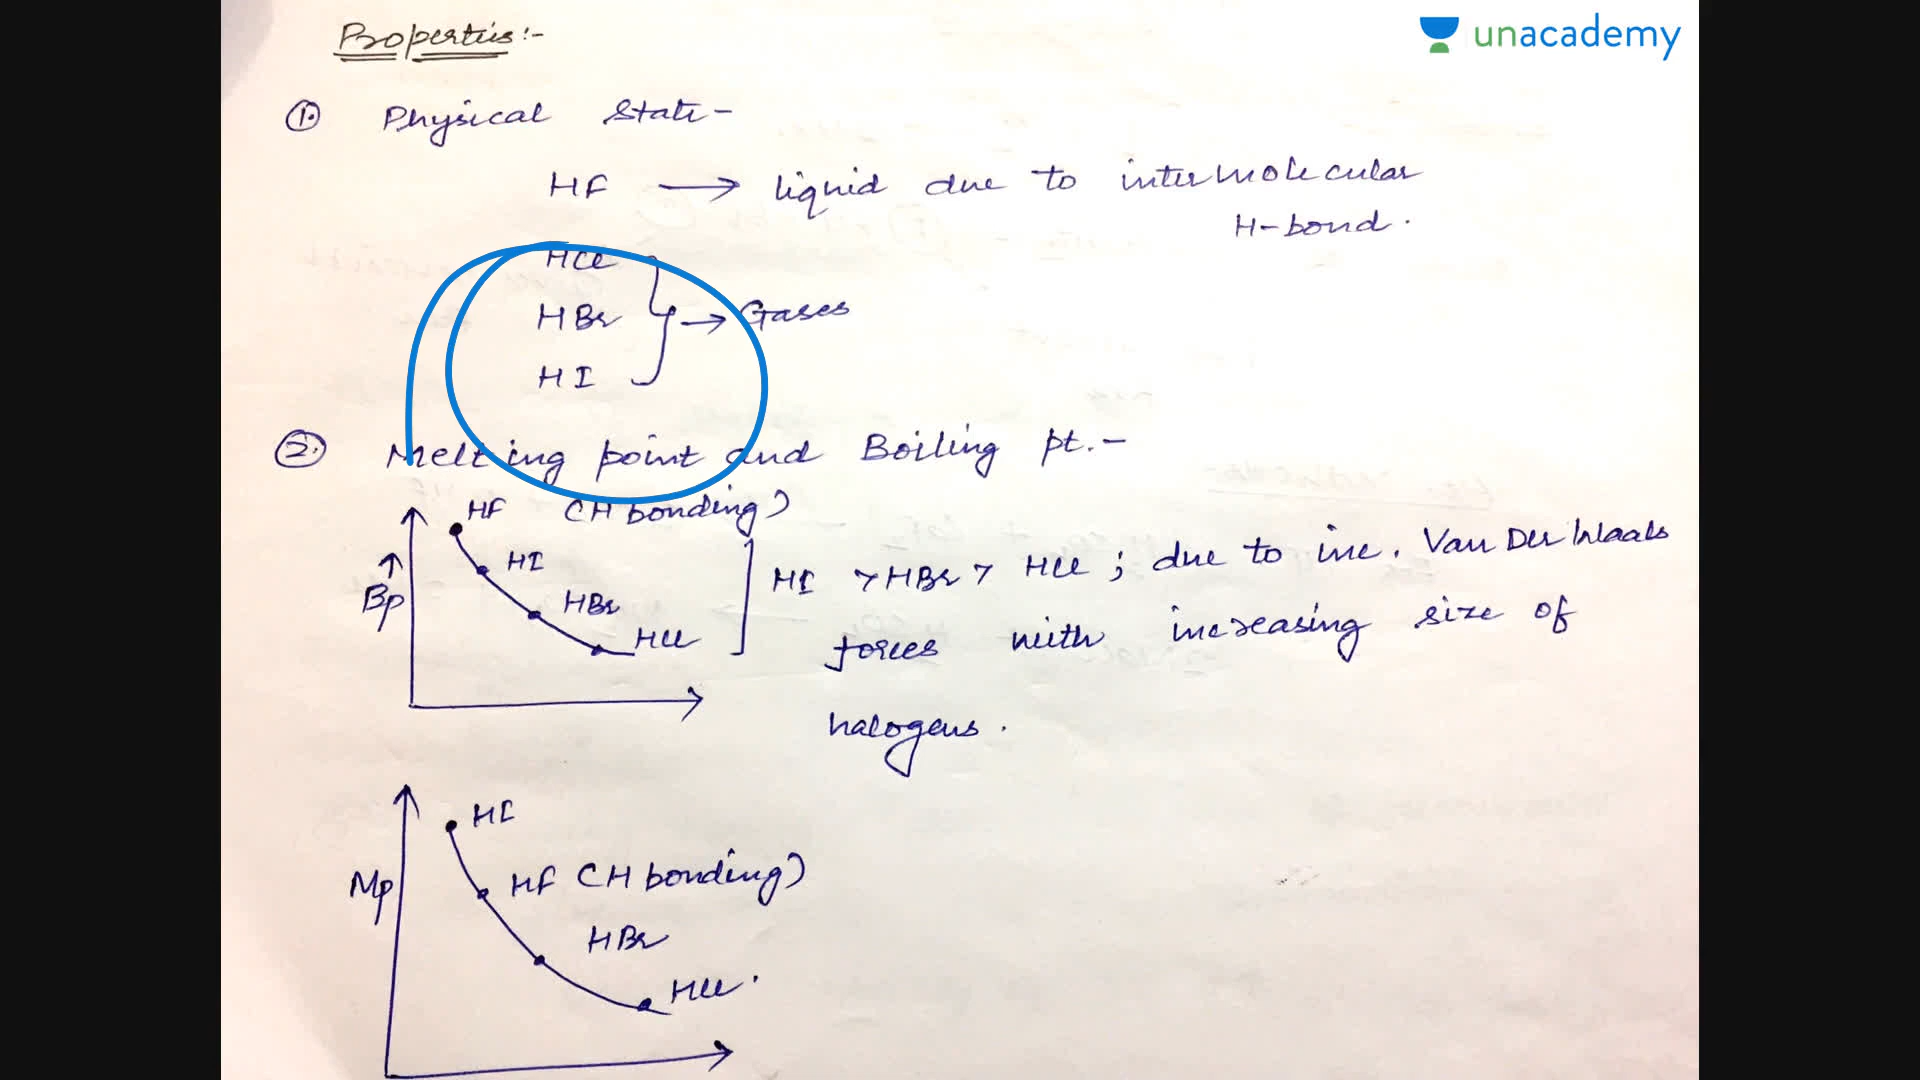 Properties:-
unacademy
1. Physical State-
HF → liquid due to intermolecular
H-bond.
HCl
HBr → Gases
HI
2. Melting point and Boiling pt.-
HF (H bonding)
HI
HBr
HCl
↑
Bp
HI > HBr > HCl ; due to inc. Van Der Waals
forces with increasing size of
halogens.
HI
Mp
HF (H bonding)
HBr
HCl.